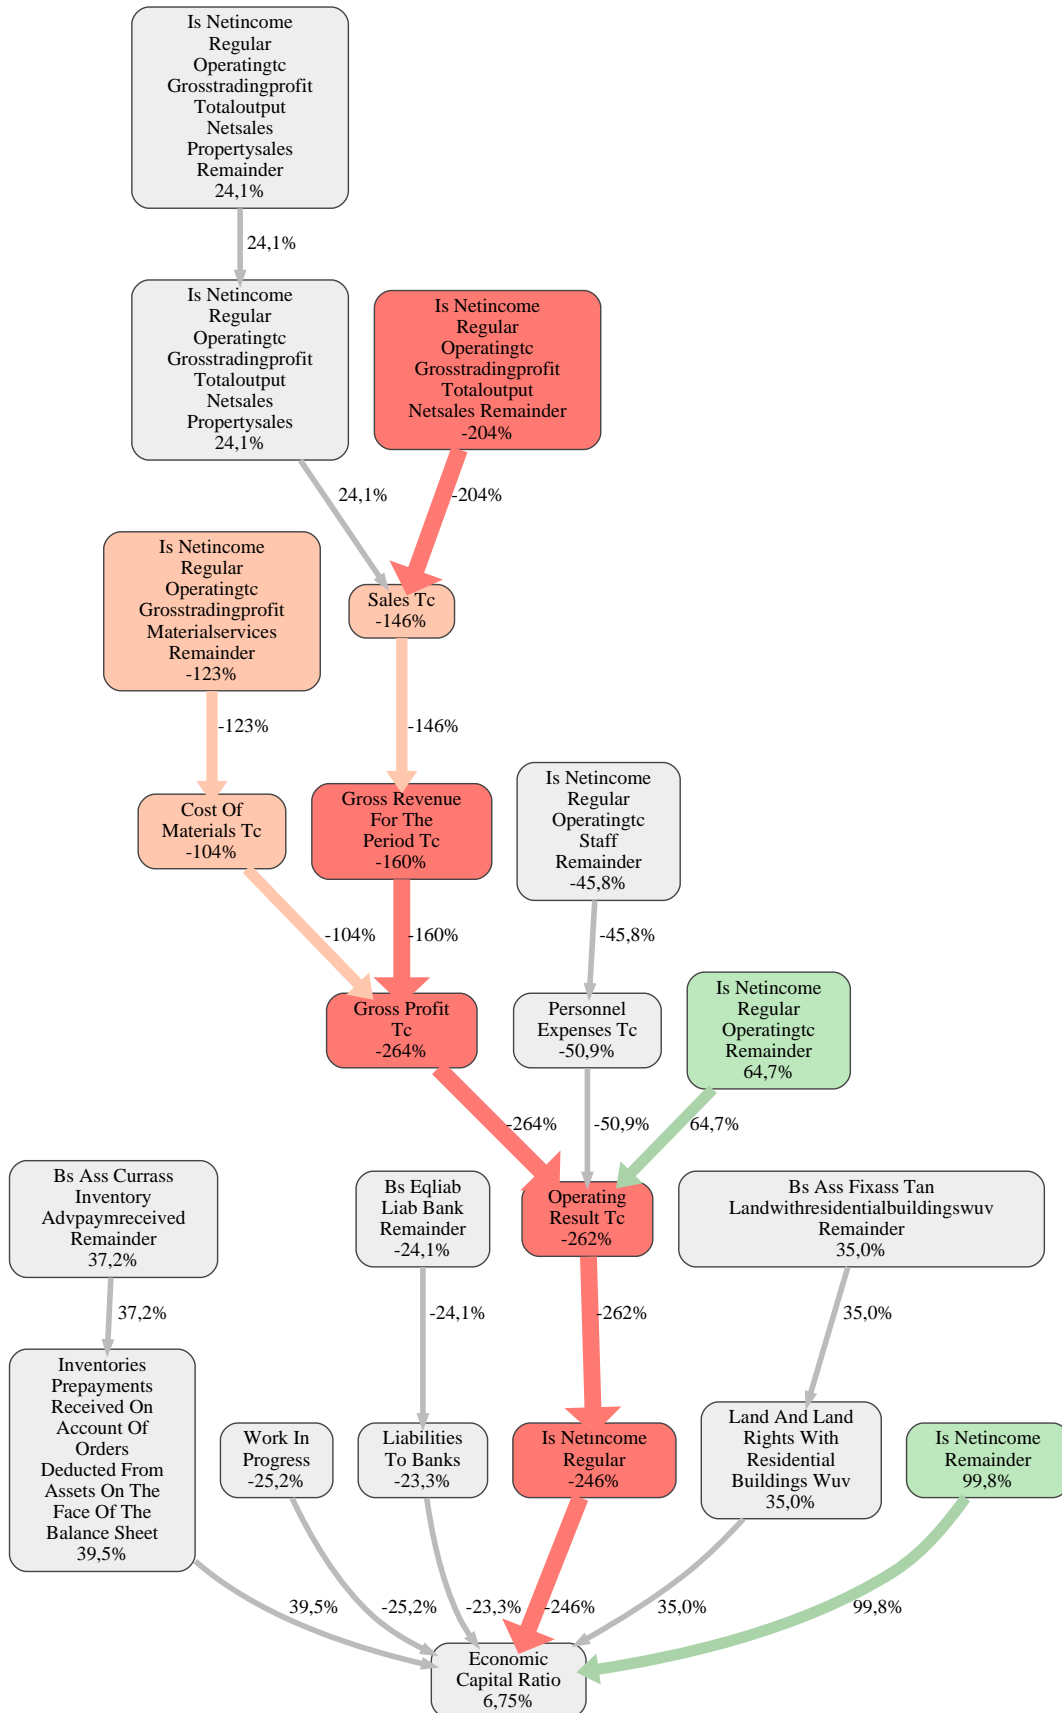 Is Netincome
Regular
Operatingtc
Grosstradingprofit
Totaloutput
Netsales
Propertysales
Remainder
24,1%
24,1%
Is Netincome
Regular
Operatingtc
Grosstradingprofit
Totaloutput
Netsales
Propertysales
24,1%
Is Netincome
Regular
Operatingtc
Grosstradingprofit
Totaloutput
Netsales Remainder
-204%
24,1%
-204%
Is Netincome
Regular
Operatingtc
Grosstradingprofit
Materialservices
Remainder
-123%
Sales Tc
-146%
-123%
-146%
Cost Of
Materials Tc
-104%
Gross Revenue
For The
Period Tc
-160%
Is Netincome
Regular
Operatingtc
Staff
Remainder
-45,8%
-104%
-160%
-45,8%
Gross Profit
Tc
-264%
Personnel
Expenses Tc
-50,9%
Is Netincome
Regular
Operatingtc
Remainder
64,7%
-264%
-50,9%
64,7%
Bs Ass Currass
Inventory
Advpaymreceived
Remainder
37,2%
Bs Eqliab
Liab Bank
Remainder
-24,1%
Operating
Result Tc
-262%
Bs Ass Fixass Tan
Landwithresidentialbuildingswuv
Remainder
35,0%
37,2%
-24,1%
-262%
35,0%
Inventories
Prepayments
Received On
Account Of
Orders
Deducted From
Assets On The
Face Of The
Balance Sheet
39,5%
Work In
Progress
-25,2%
Liabilities
To Banks
-23,3%
Is Netincome
Regular
-246%
Land And Land
Rights With
Residential
Buildings Wuv
35,0%
Is Netincome
Remainder
99,8%
39,5%
-25,2%
-23,3%
-246%
35,0%
99,8%
Economic
Capital Ratio
6,75%